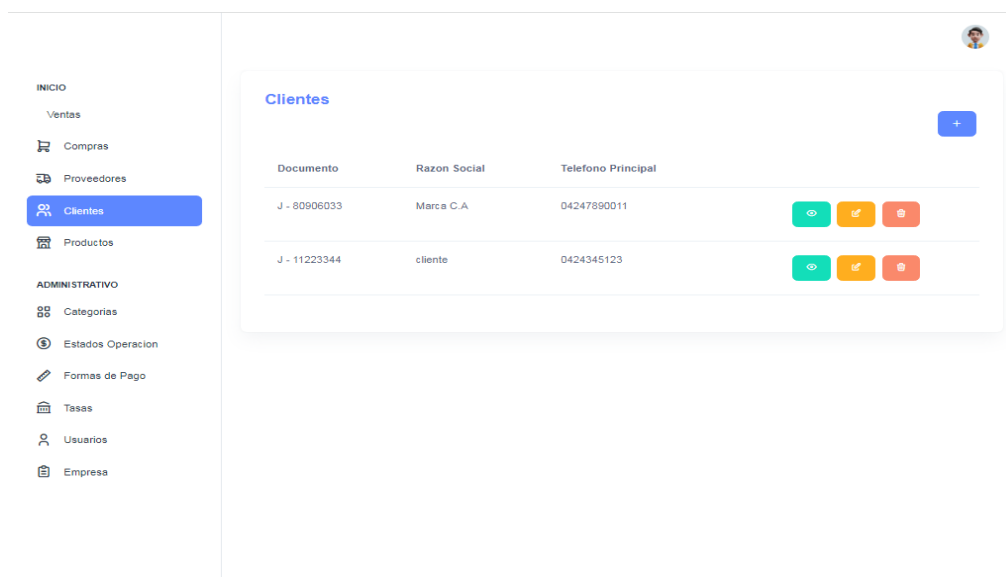 INICIO
Ventas
Compras
Proveedores
Clientes
Productos
ADMINISTRATIVO
Categorias
Estados Operacion
Formas de Pago
Tasas
Usuarios
Empresa
Clientes
+
Documento Razon Social Telefono Principal
J - 80906033 Marca C.A 04247890011
J - 11223344 cliente 0424345123